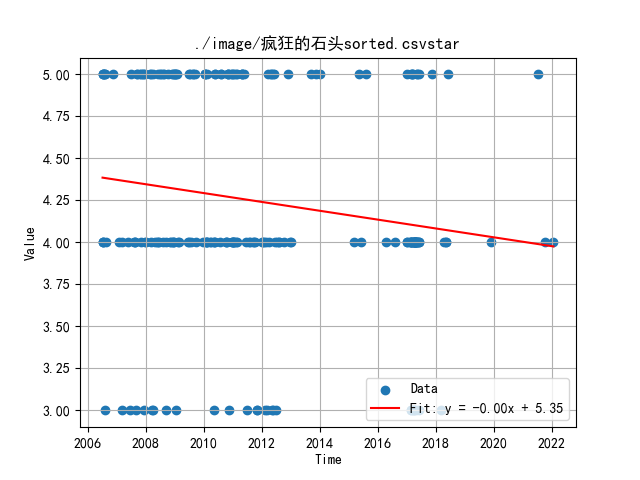 ./image/疯狂的石头sorted.csvstar
Value
5.00
4.75
4.50
4.25
4.00
3.75
3.50
3.25
3.00
Data
Fit: y = -0.00x + 5.35
2006 2008 2010 2012 2014 2016 2018 2020 2022
Time